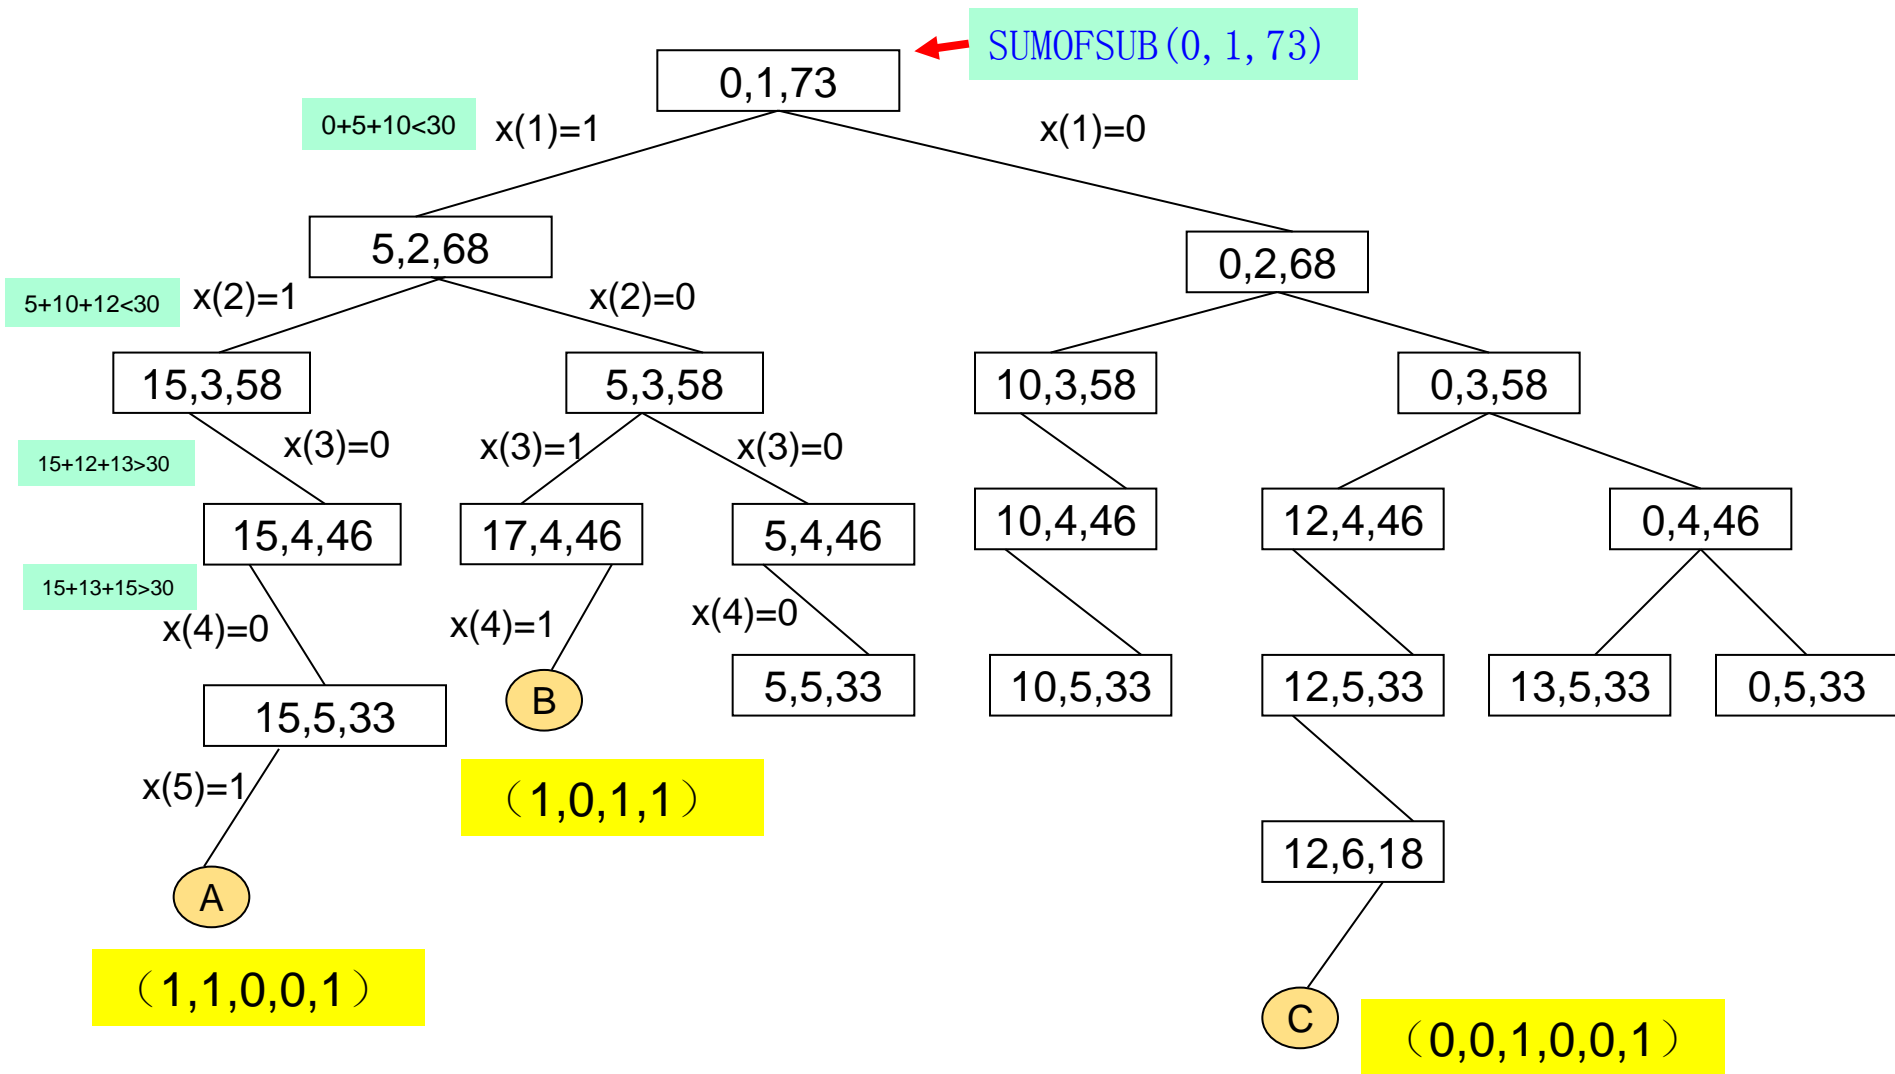 SUMOFSUB(0,1,73)
0,1,73
0+5+10<30
x(1)=1
x(1)=0
5,2,68
0,2,68
5+10+12<30
x(2)=1
x(2)=0
15,3,58
5,3,58
10,3,58
0,3,58
15+12+13>30
x(3)=0
x(3)=1
x(3)=0
15,4,46
17,4,46
5,4,46
10,4,46
12,4,46
0,4,46
15+13+15>30
x(4)=0
x(4)=1
x(4)=0
15,5,33
B
5,5,33
10,5,33
12,5,33
13,5,33
0,5,33
x(5)=1
（1,0,1,1）
12,6,18
A
（1,1,0,0,1）
C
（0,0,1,0,0,1）